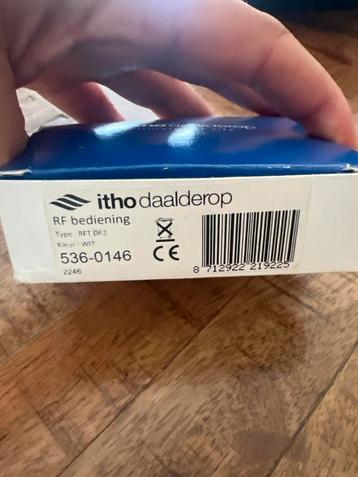 itho daalderop
RF bediening
Type : RFT DF2
Kleur : WIT
536-0146
2246
CE
8 712922 219225